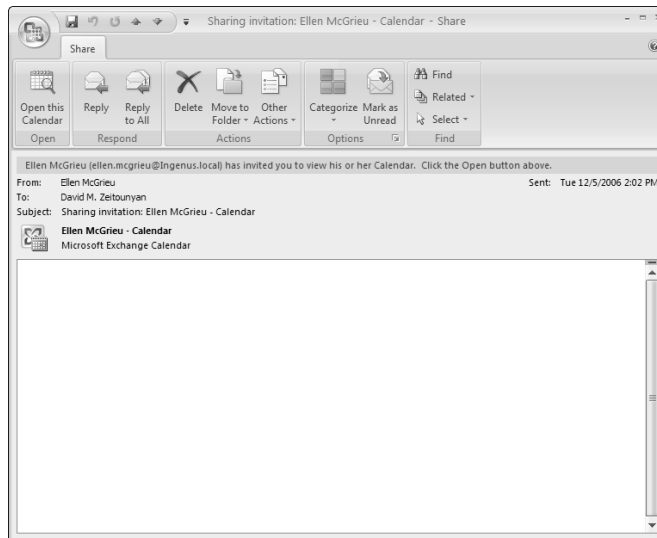 Sharing invitation: Ellen McGrieu - Calendar - Share
Share
Open this Calendar
Reply
Reply to All
Delete
Move to Folder
Other Actions
Categorize
Mark as Unread
Find
Related
Select
Open
Respond
Actions
Options
Find
Ellen McGrieu (ellen.mcgrieu@Ingenus.local) has invited you to view his or her Calendar. Click the Open button above.
From: Ellen McGrieu Sent: Tue 12/5/2006 2:02 PM
To: David M. Zeitounyan
Subject: Sharing invitation: Ellen McGrieu - Calendar
Ellen McGrieu - Calendar
Microsoft Exchange Calendar